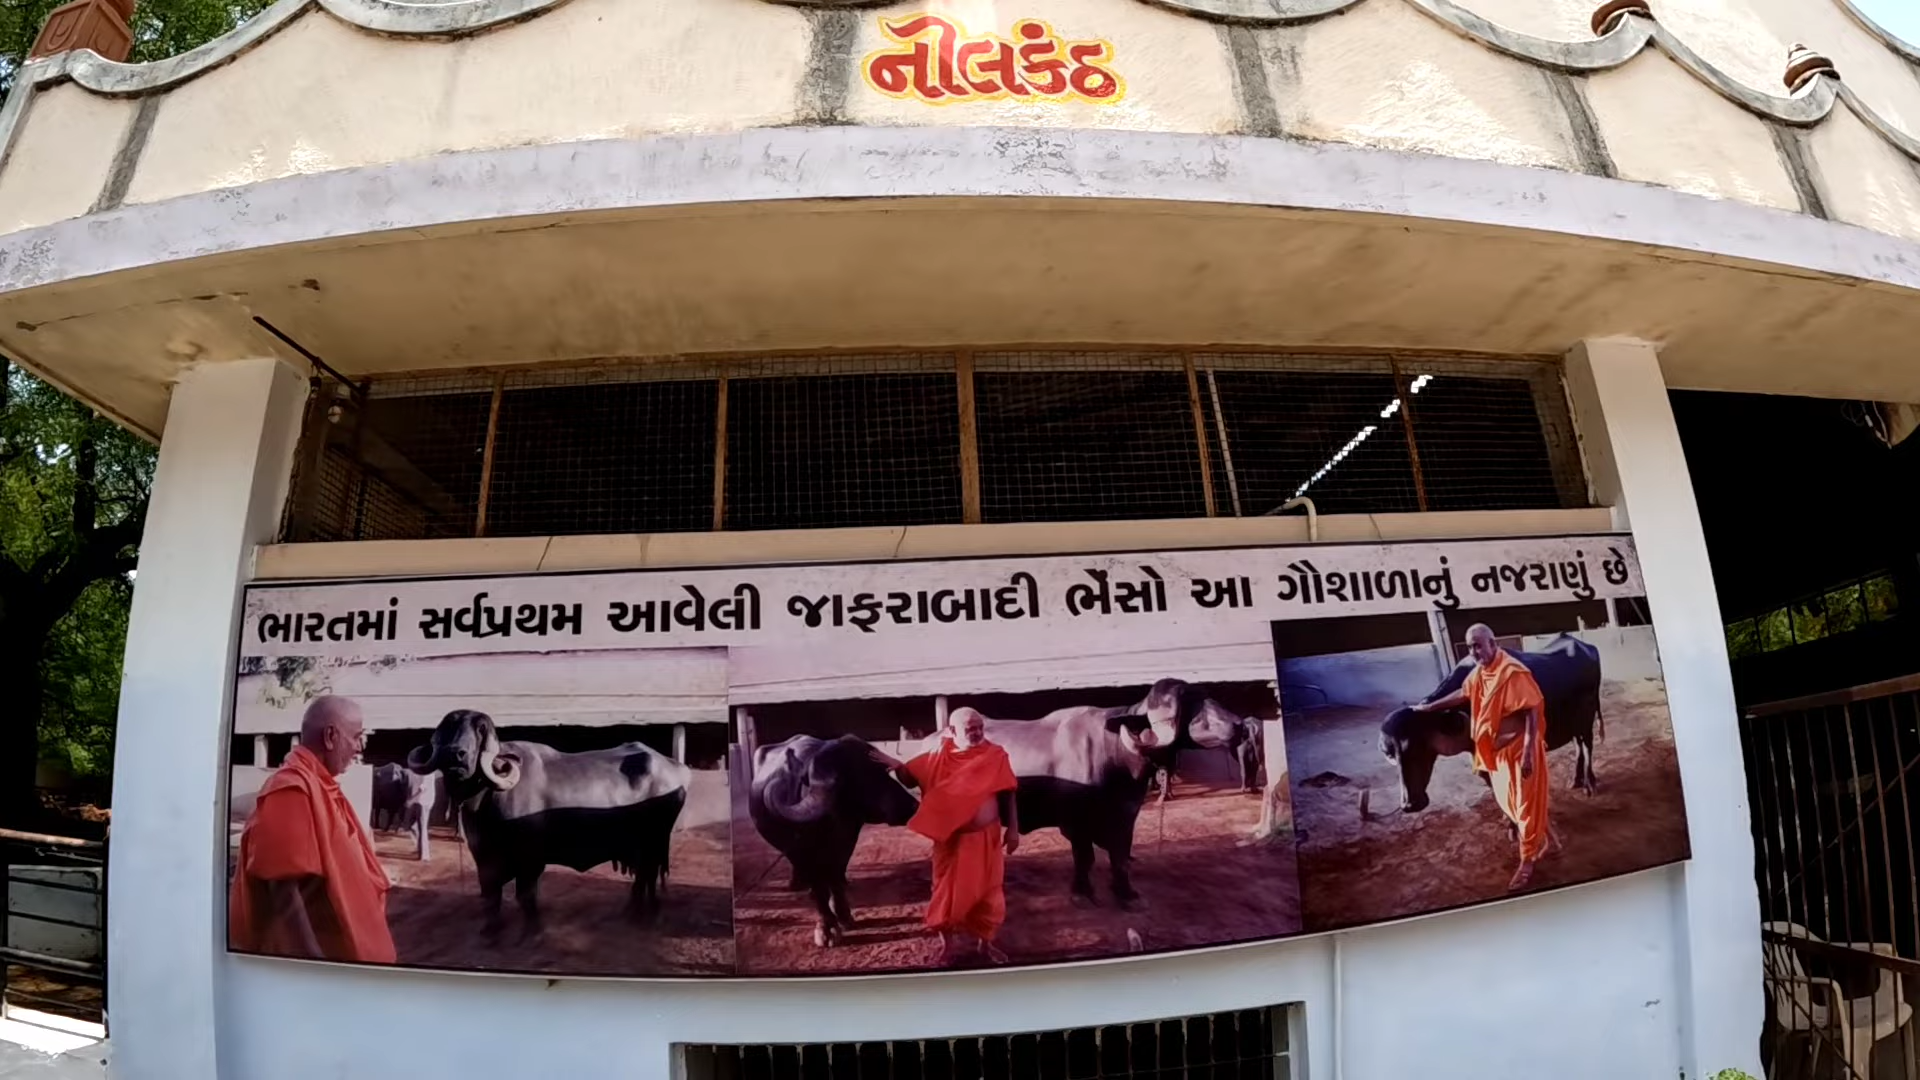 નીલકંઠ
ભારતમાં સર્વપ્રથમ આવેલી જાફરાબાદી ભેંસો આ ગૌશાળાનું નજરાણું છે